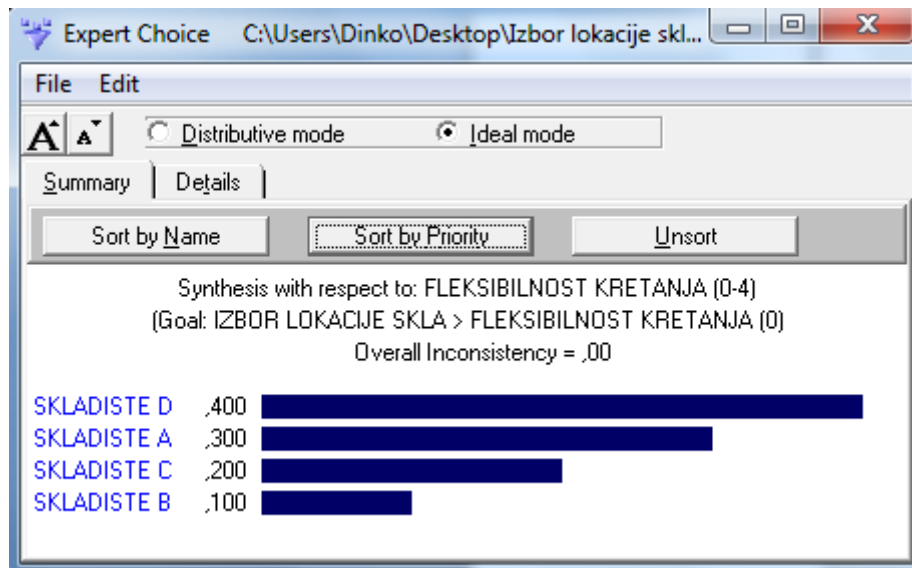 Expert Choice C:\Users\Dinko\Desktop\Izbor lokacije skl...
File Edit
A A Distributive mode Ideal mode
Summary Details
Sort by Name Sort by Priority Unsort
Synthesis with respect to: FLEKSIBILNOST KRETANJA (0-4)
(Goal: IZBOR LOKACIJE SKLA > FLEKSIBILNOST KRETANJA (0)
Overall Inconsistency = ,00
SKLADISTE D ,400
SKLADISTE A ,300
SKLADISTE C ,200
SKLADISTE B ,100